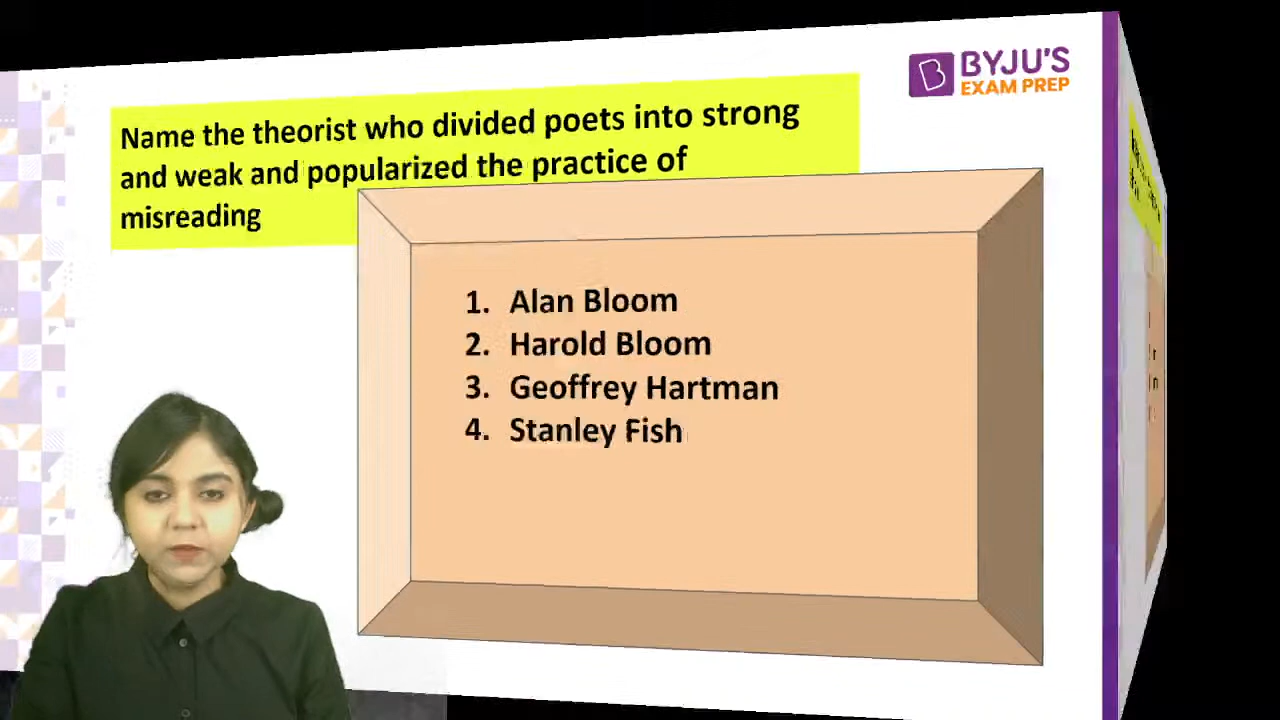 BYJU'S
EXAM PREP
Name the theorist who divided poets into strong
and weak and popularized the practice of
misreading
1. Alan Bloom
2. Harold Bloom
3. Geoffrey Hartman
4. Stanley Fish